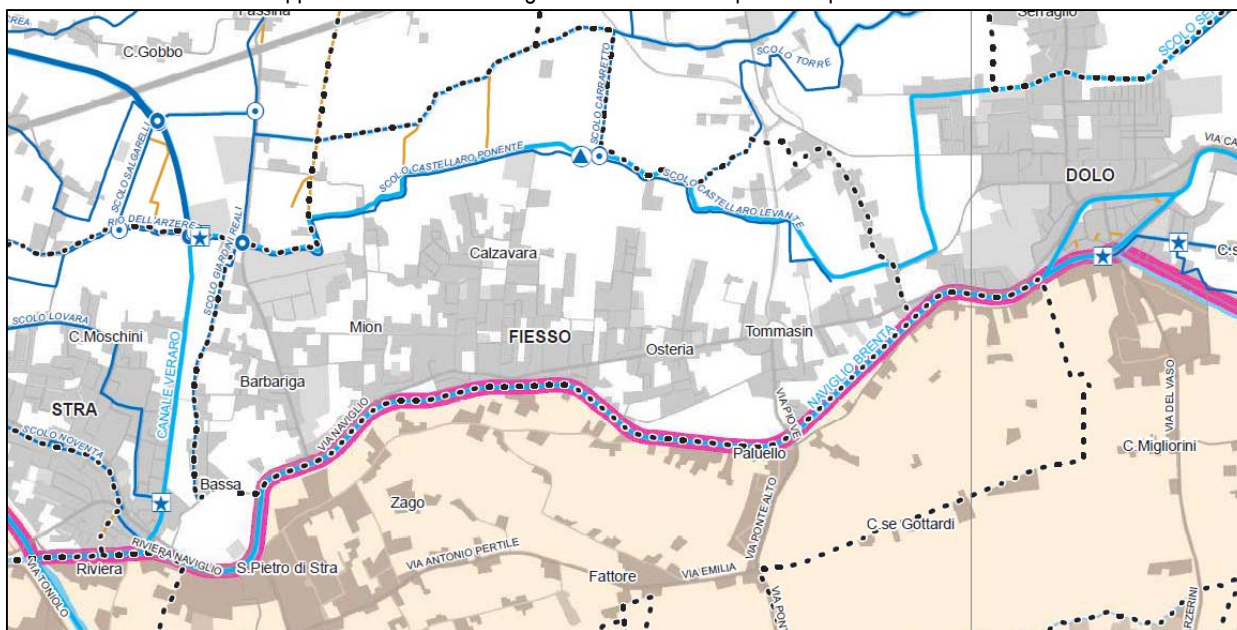 CREA
C.Gobbo
SCOLO TORRE
SCOLO CARRARETTO
SCOLO SALGARELLI
SCOLO CASTELLARO PONENTE
SCOLO CASTELLARO LEVANTE
DOLO
RIO DELL'ARZERE
SCOLO GIARDINI REALI
Calzavara
SCOLO LOVARA
C.Moschini
Mion
FIESSO
Osteria
Tommasin
CANALE VERARO
Barbariga
STRA
VIA NAVIGLIO
NAVIGLIO BRENTA
VIA PIOVE
VIA DEL VASO
SCOLO NOVENTA
Paluello
C.Migliorini
Bassa
Zago
VIA PONTE ALTO
C.se Gottardi
RIVIERA NAVIGLIO
VIA ANTONIO PERTILE
Riviera
S.Pietro di Stra
Fattore
VIA EMILIA
VIA TONIOLO